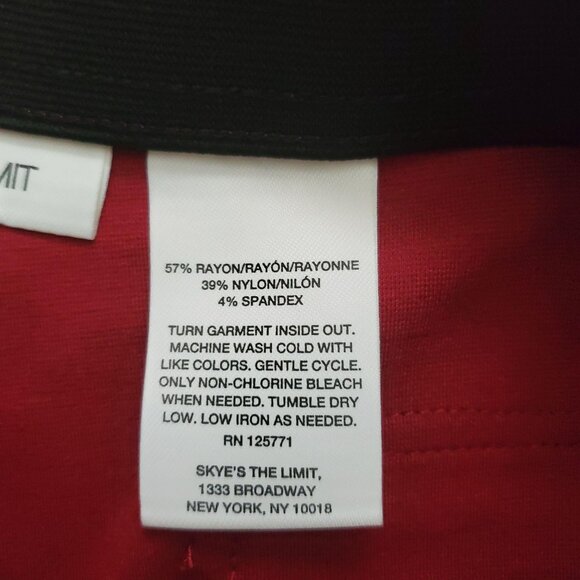 MIT
57% RAYON/RAYÓN/RAYONNE
39% NYLON/NILÓN
4% SPANDEX
TURN GARMENT INSIDE OUT.
MACHINE WASH COLD WITH
LIKE COLORS. GENTLE CYCLE.
ONLY NON-CHLORINE BLEACH
WHEN NEEDED. TUMBLE DRY
LOW. LOW IRON AS NEEDED.
RN 125771
SKYE'S THE LIMIT,
1333 BROADWAY
NEW YORK, NY 10018